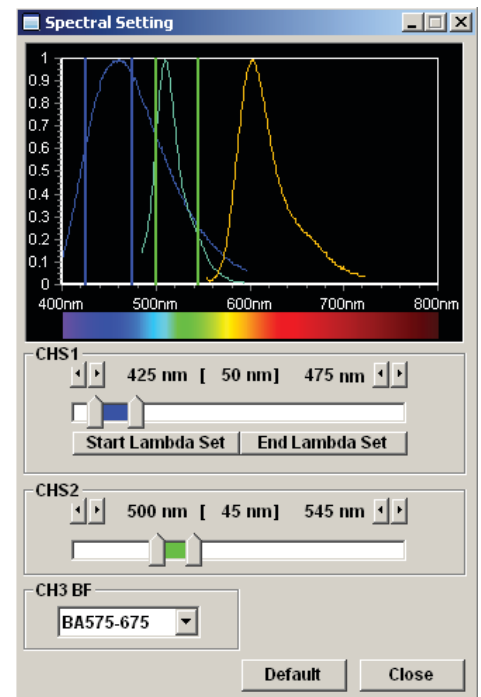 Spectral Setting
1
0.9
0.8
0.7
0.6
0.5
0.4
0.3
0.2
0.1
0
400nm 500nm 600nm 700nm 800nm
CHS1
425 nm [ 50 nm] 475 nm
Start Lambda Set End Lambda Set
CHS2
500 nm [ 45 nm] 545 nm
CH3 BF
BA575-675
Default Close